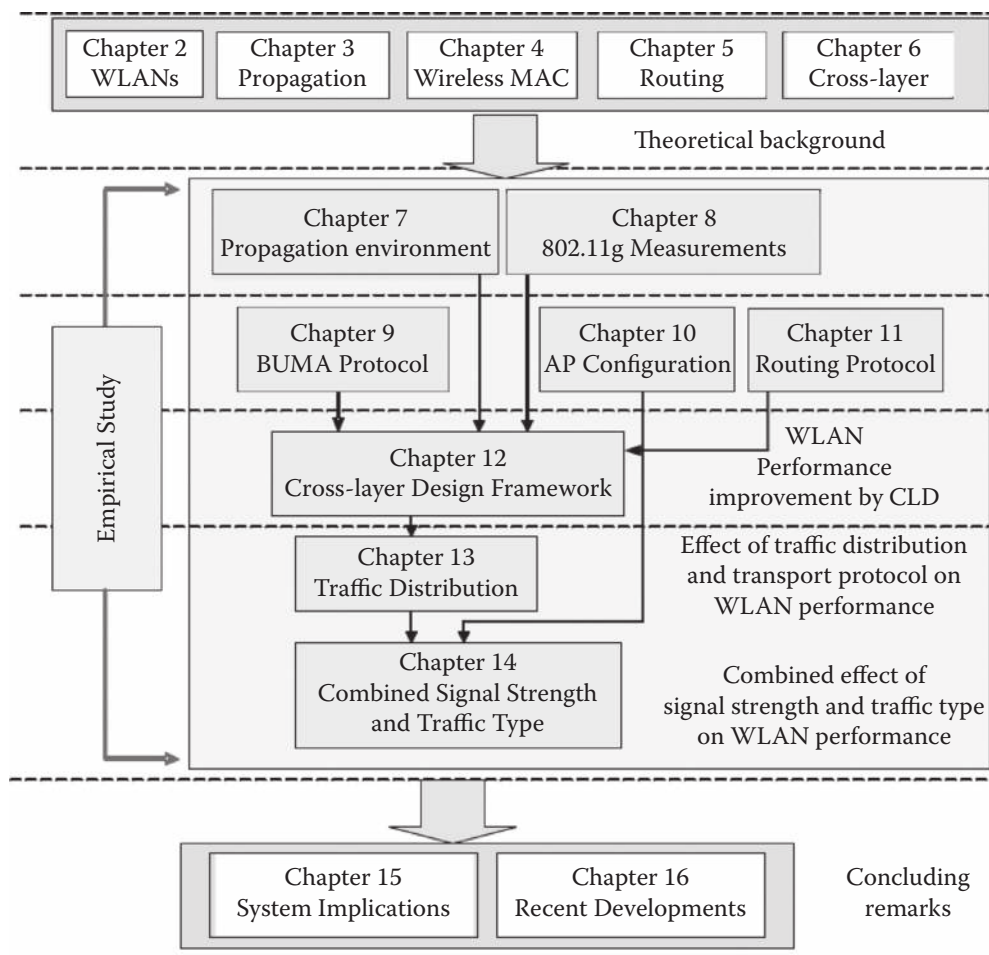 Chapter 2
WLANs
Chapter 3
Propagation
Chapter 4
Wireless MAC
Chapter 5
Routing
Chapter 6
Cross-layer
Theoretical background
Chapter 7
Propagation environment
Chapter 8
802.11g Measurements
Empirical Study
Chapter 9
BUMA Protocol
Chapter 10
AP Configuration
Chapter 11
Routing Protocol
Chapter 12
Cross-layer Design Framework
WLAN
Performance
improvement by CLD
Chapter 13
Traffic Distribution
Effect of traffic distribution
and transport protocol on
WLAN performance
Chapter 14
Combined Signal Strength
and Traffic Type
Combined effect of
signal strength and traffic type
on WLAN performance
Chapter 15
System Implications
Chapter 16
Recent Developments
Concluding
remarks